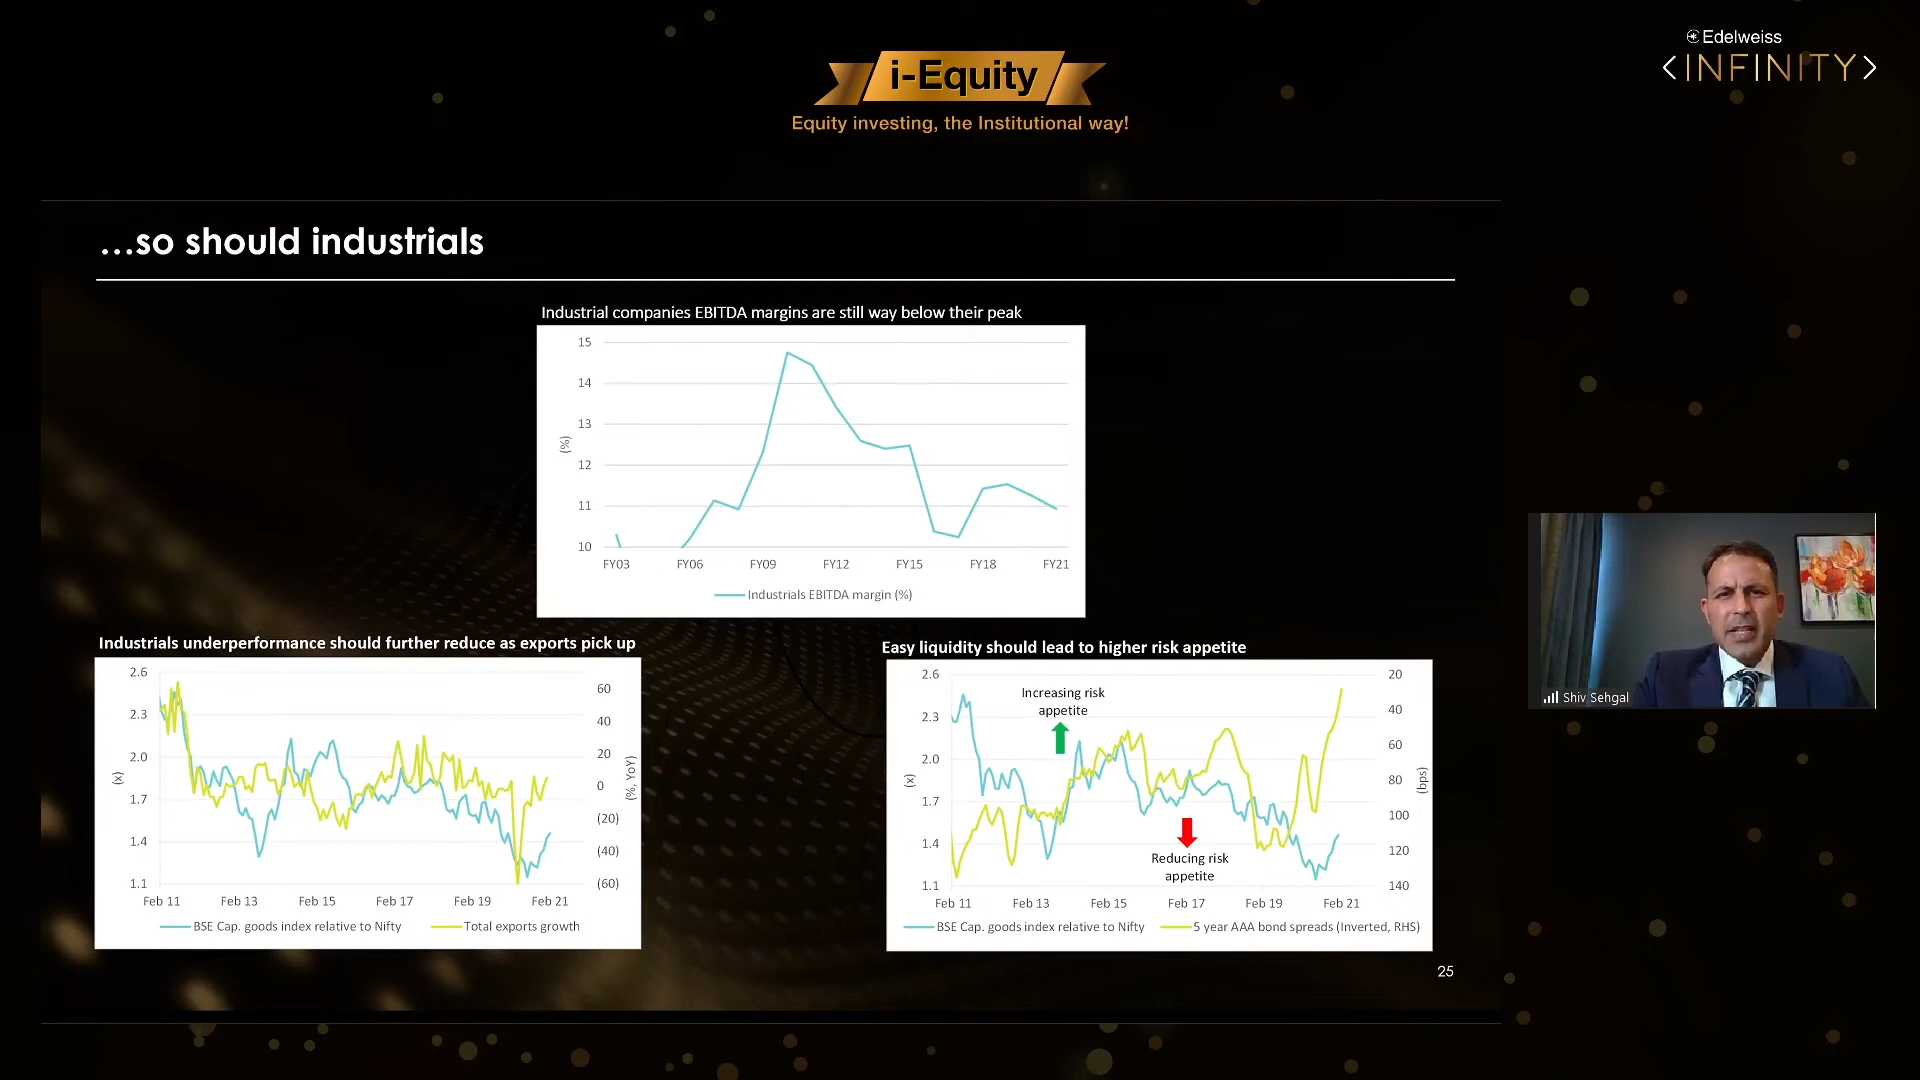 i-Equity
Equity investing, the Institutional way!
Edelweiss
INFINITY
...so should industrials
Industrial companies EBITDA margins are still way below their peak
15
14
13
12
11
10
(%)
FY03 FY06 FY09 FY12 FY15 FY18 FY21
Industrials EBITDA margin (%)
Industrials underperformance should further reduce as exports pick up
2.6
2.3
2.0
1.7
1.4
1.1
(x)
60
40
20
0
(20)
(40)
(60)
(%, YoY)
Feb 11 Feb 13 Feb 15 Feb 17 Feb 19 Feb 21
BSE Cap. goods index relative to Nifty Total exports growth
Easy liquidity should lead to higher risk appetite
2.6
2.3
2.0
1.7
1.4
1.1
(x)
Increasing risk
appetite
Reducing risk
appetite
20
40
60
80
100
120
140
(bps)
Feb 11 Feb 13 Feb 15 Feb 17 Feb 19 Feb 21
BSE Cap. goods index relative to Nifty 5 year AAA bond spreads (Inverted, RHS)
25
Shiv Sehgal